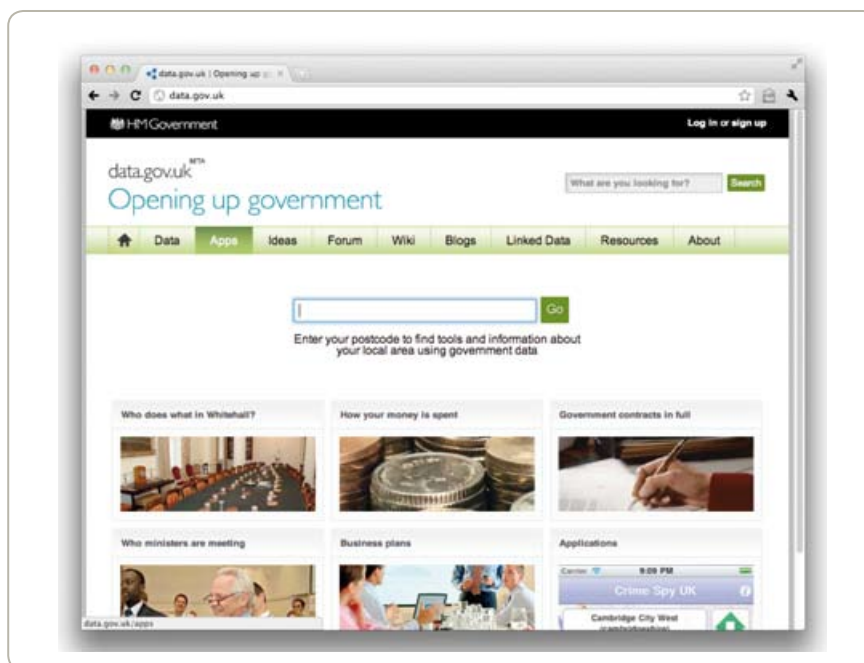 data.gov.uk | Opening up
data.gov.uk
HM Government
Log in or sign up
data.gov.uk BETA
Opening up government
What are you looking for?
Search
Data Apps Ideas Forum Wiki Blogs Linked Data Resources About
Go
Enter your postcode to find tools and information about
your local area using government data
Who does what in Whitehall?
How your money is spent
Government contracts in full
Who ministers are meeting
Business plans
Applications
Carrier 9:09 PM
Crime Spy UK
Cambridge City West
(cambridgeshire)
data.gov.uk/apps